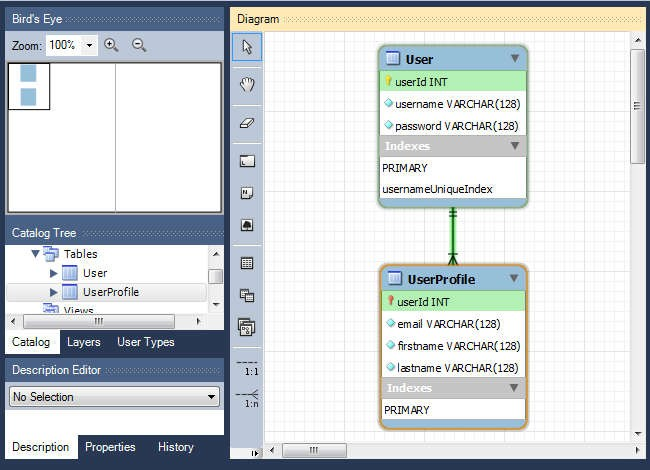 Bird's Eye
Zoom: 100%
Catalog Tree
Tables
User
UserProfile
Views
Catalog Layers User Types
Description Editor
No Selection
Description Properties History
Diagram
1:1
1:n
User
userId INT
username VARCHAR(128)
password VARCHAR(128)
Indexes
PRIMARY
usernameUniqueIndex
UserProfile
userId INT
email VARCHAR(128)
firstname VARCHAR(128)
lastname VARCHAR(128)
Indexes
PRIMARY